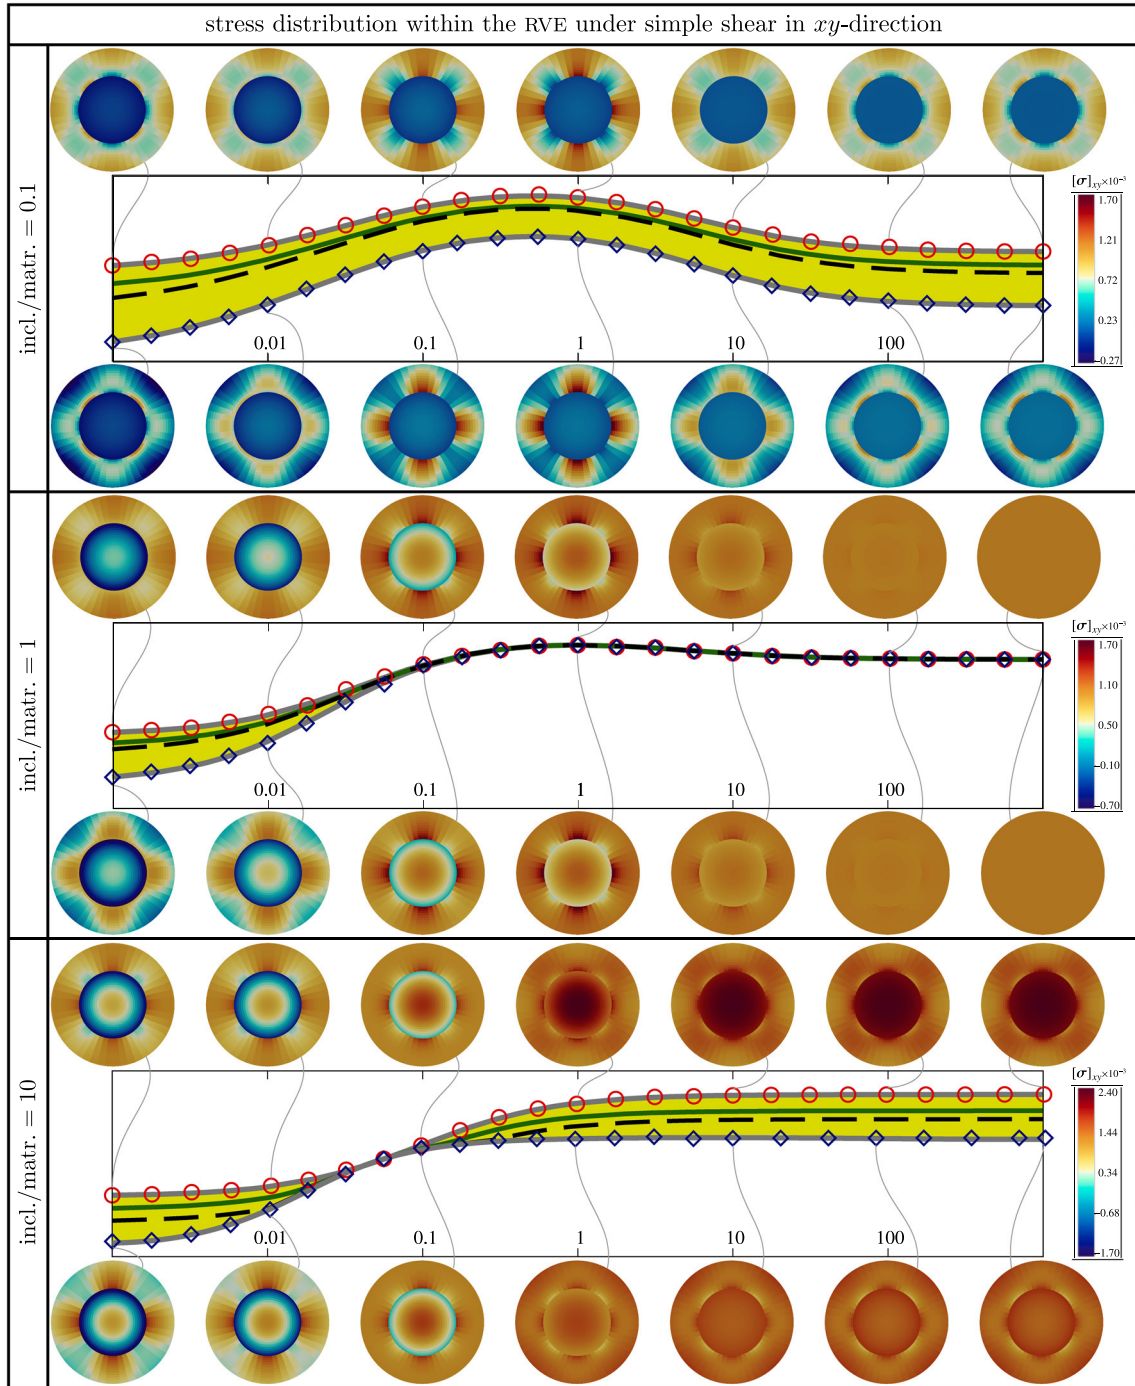 stress distribution within the RVE under simple shear in xy-direction
incl./matr. = 0.1
0.01 0.1 1 10 100
[σ]xy×10⁻³
1.70
1.21
0.72
0.23
−0.27
incl./matr. = 1
0.01 0.1 1 10 100
[σ]xy×10⁻³
1.70
1.10
0.50
−0.10
−0.70
incl./matr. = 10
0.01 0.1 1 10 100
[σ]xy×10⁻³
2.40
1.44
0.34
−0.68
−1.70